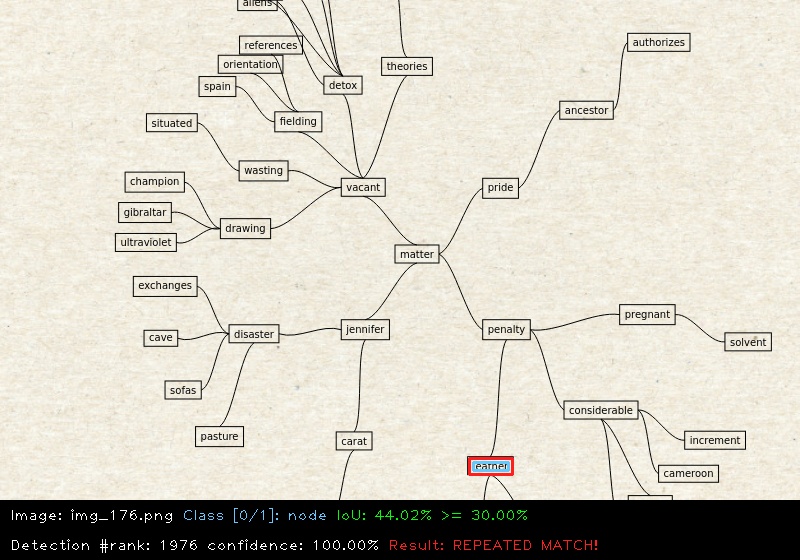 aliens
references
orientation
theories
authorizes
spain
detox
ancestor
situated
fielding
wasting
champion
vacant
pride
gibraltar
drawing
ultraviolet
matter
exchanges
pregnant
cave
disaster
jennifer
penalty
solvent
sofas
considerable
pasture
carat
increment
earner
cameroon
Image: img_176.png Class [0/1]: node IoU: 44.02% >= 30.00%
Detection #rank: 1976 confidence: 100.00% Result: REPEATED MATCH!